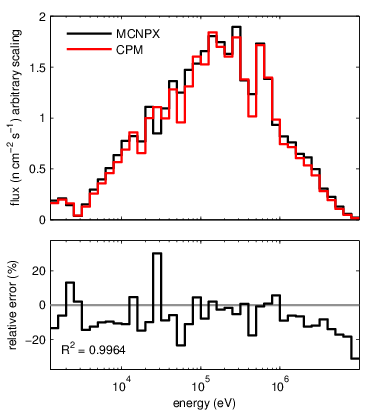 2
1.5
1
0.5
0
flux (n cm⁻² s⁻¹) arbitrary scaling
MCNPX
CPM
20
0
−20
relative error (%)
R² = 0.9964
10⁴ 10⁵ 10⁶
energy (eV)